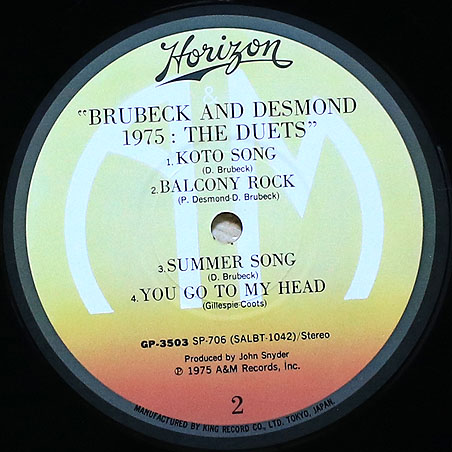 Horizon
"BRUBECK AND DESMOND
1975 : THE DUETS"
1. KOTO SONG
(D. Brubeck)
2. BALCONY ROCK
(P. Desmond-D. Brubeck)
3. SUMMER SONG
(D. Brubeck)
4. YOU GO TO MY HEAD
(Gillespie-Coots)
GP-3503 SP-706 (SALBT-1042)/Stereo
Produced by John Snyder
℗ 1975 A&M Records, Inc.
2
MANUFACTURED BY KING RECORD CO., LTD. TOKYO, JAPAN.
A&M